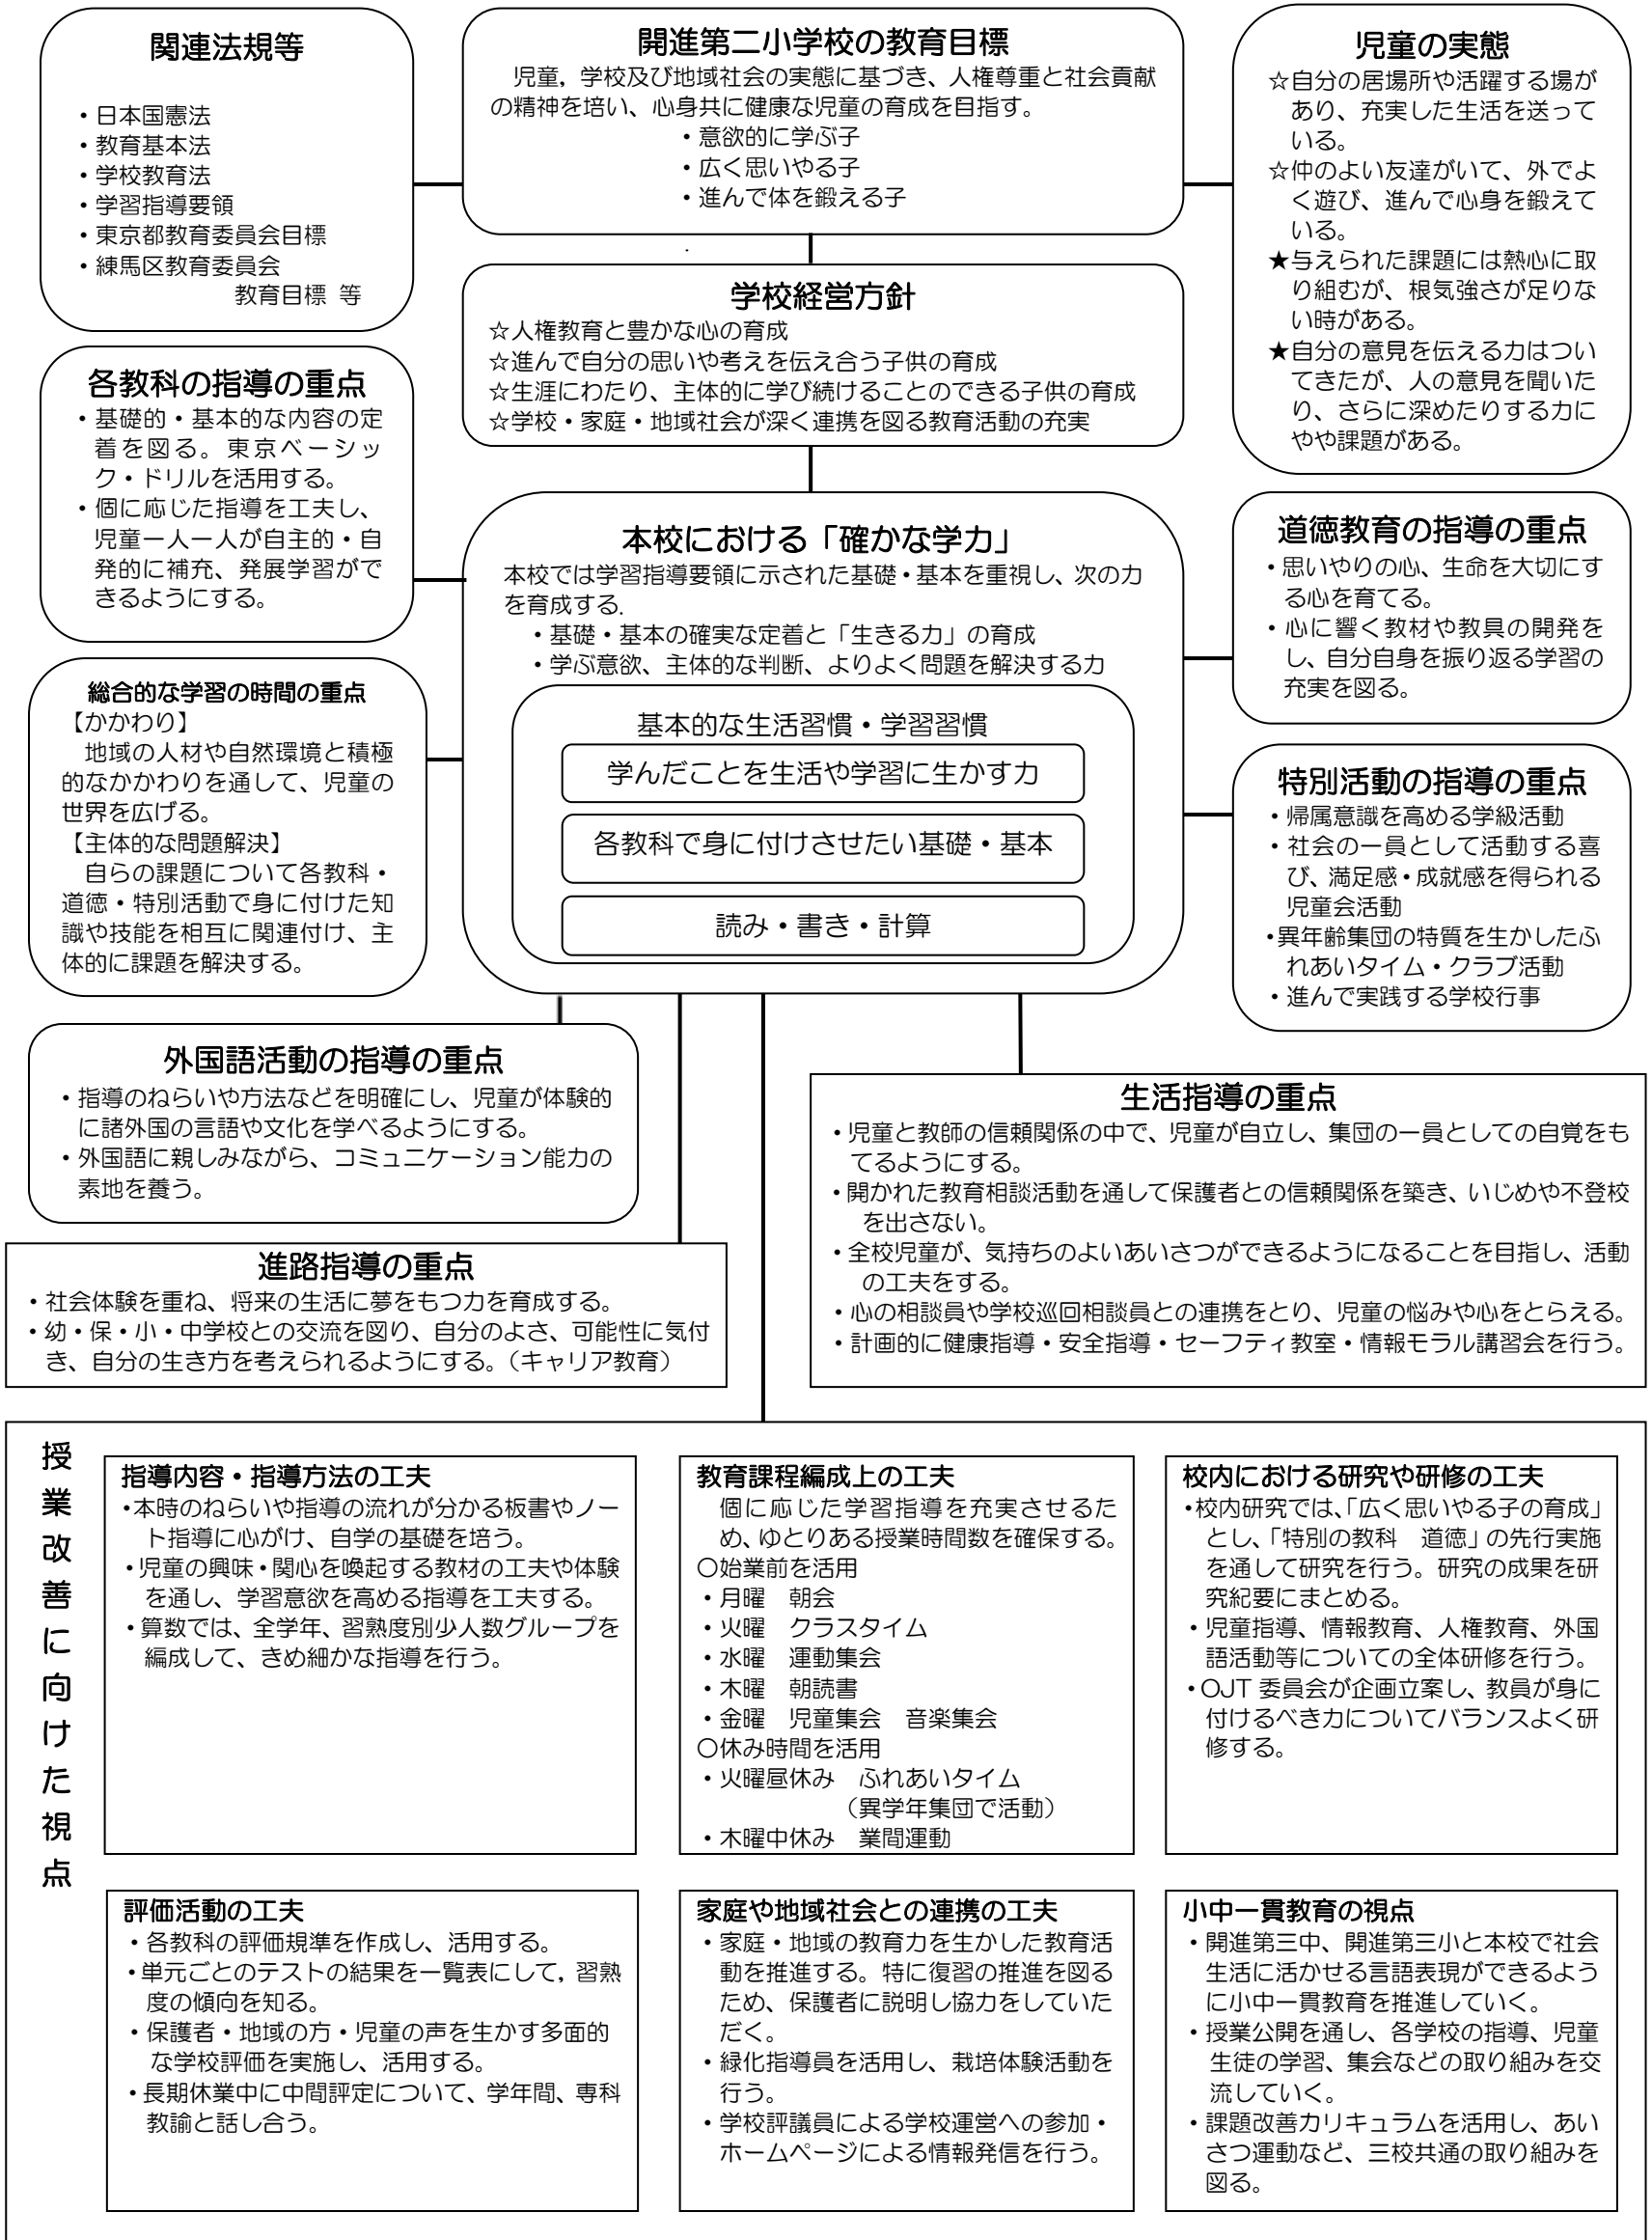 関連法規等
・日本国憲法
・教育基本法
・学校教育法
・学習指導要領
・東京都教育委員会目標
・練馬区教育委員会
教育目標 等
開進第二小学校の教育目標
児童，学校及び地域社会の実態に基づき、人権尊重と社会貢献
の精神を培い、心身共に健康な児童の育成を目指す。
・意欲的に学ぶ子
・広く思いやる子
・進んで体を鍛える子
児童の実態
☆自分の居場所や活躍する場が
あり、充実した生活を送って
いる。
☆仲のよい友達がいて、外でよ
く遊び、進んで心身を鍛えて
いる。
★与えられた課題には熱心に取
り組むが、根気強さが足りな
い時がある。
★自分の意見を伝える力はつい
てきたが、人の意見を聞いた
り、さらに深めたりする力に
やや課題がある。
学校経営方針
☆人権教育と豊かな心の育成
☆進んで自分の思いや考えを伝え合う子供の育成
☆生涯にわたり、主体的に学び続けることのできる子供の育成
☆学校・家庭・地域社会が深く連携を図る教育活動の充実
各教科の指導の重点
・基礎的・基本的な内容の定
着を図る。東京ベーシッ
ク・ドリルを活用する。
・個に応じた指導を工夫し、
児童一人一人が自主的・自
発的に補充、発展学習がで
きるようにする。
本校における「確かな学力」
本校では学習指導要領に示された基礎・基本を重視し、次の力
を育成する.
・基礎・基本の確実な定着と「生きる力」の育成
・学ぶ意欲、主体的な判断、よりよく問題を解決する力
基本的な生活習慣・学習習慣
学んだことを生活や学習に生かす力
各教科で身に付けさせたい基礎・基本
読み・書き・計算
道徳教育の指導の重点
・思いやりの心、生命を大切にす
る心を育てる。
・心に響く教材や教具の開発を
し、自分自身を振り返る学習の
充実を図る。
総合的な学習の時間の重点
【かかわり】
地域の人材や自然環境と積極
的なかかわりを通して、児童の
世界を広げる。
【主体的な問題解決】
自らの課題について各教科・
道徳・特別活動で身に付けた知
識や技能を相互に関連付け、主
体的に課題を解決する。
特別活動の指導の重点
・帰属意識を高める学級活動
・社会の一員として活動する喜
び、満足感・成就感を得られる
児童会活動
・異年齢集団の特質を生かしたふ
れあいタイム・クラブ活動
・進んで実践する学校行事
外国語活動の指導の重点
・指導のねらいや方法などを明確にし、児童が体験的
に諸外国の言語や文化を学べるようにする。
・外国語に親しみながら、コミュニケーション能力の
素地を養う。
生活指導の重点
・児童と教師の信頼関係の中で、児童が自立し、集団の一員としての自覚をも
てるようにする。
・開かれた教育相談活動を通して保護者との信頼関係を築き、いじめや不登校
を出さない。
・全校児童が、気持ちのよいあいさつができるようになることを目指し、活動
の工夫をする。
・心の相談員や学校巡回相談員との連携をとり、児童の悩みや心をとらえる。
・計画的に健康指導・安全指導・セーフティ教室・情報モラル講習会を行う。
進路指導の重点
・社会体験を重ね、将来の生活に夢をもつ力を育成する。
・幼・保・小・中学校との交流を図り、自分のよさ、可能性に気付
き、自分の生き方を考えられるようにする。（キャリア教育）
授業改善に向けた視点
指導内容・指導方法の工夫
・本時のねらいや指導の流れが分かる板書やノー
ト指導に心がけ、自学の基礎を培う。
・児童の興味・関心を喚起する教材の工夫や体験
を通し、学習意欲を高める指導を工夫する。
・算数では、全学年、習熟度別少人数グループを
編成して、きめ細かな指導を行う。
教育課程編成上の工夫
個に応じた学習指導を充実させるた
め、ゆとりある授業時間数を確保する。
〇始業前を活用
・月曜　朝会
・火曜　クラスタイム
・水曜　運動集会
・木曜　朝読書
・金曜　児童集会　音楽集会
〇休み時間を活用
・火曜昼休み　ふれあいタイム
（異学年集団で活動）
・木曜中休み　業間運動
校内における研究や研修の工夫
・校内研究では、「広く思いやる子の育成」
とし、「特別の教科　道徳」の先行実施
を通して研究を行う。研究の成果を研
究紀要にまとめる。
・児童指導、情報教育、人権教育、外国
語活動等についての全体研修を行う。
・OJT 委員会が企画立案し、教員が身に
付けるべき力についてバランスよく研
修する。
評価活動の工夫
・各教科の評価規準を作成し、活用する。
・単元ごとのテストの結果を一覧表にして，習熟
度の傾向を知る。
・保護者・地域の方・児童の声を生かす多面的
な学校評価を実施し、活用する。
・長期休業中に中間評定について、学年間、専科
教諭と話し合う。
家庭や地域社会との連携の工夫
・家庭・地域の教育力を生かした教育活
動を推進する。特に復習の推進を図る
ため、保護者に説明し協力をしていた
だく。
・緑化指導員を活用し、栽培体験活動を
行う。
・学校評議員による学校運営への参加・
ホームページによる情報発信を行う。
小中一貫教育の視点
・開進第三中、開進第三小と本校で社会
生活に活かせる言語表現ができるよう
に小中一貫教育を推進していく。
・授業公開を通し、各学校の指導、児童
生徒の学習、集会などの取り組みを交
流していく。
・課題改善カリキュラムを活用し、あい
さつ運動など、三校共通の取り組みを
図る。